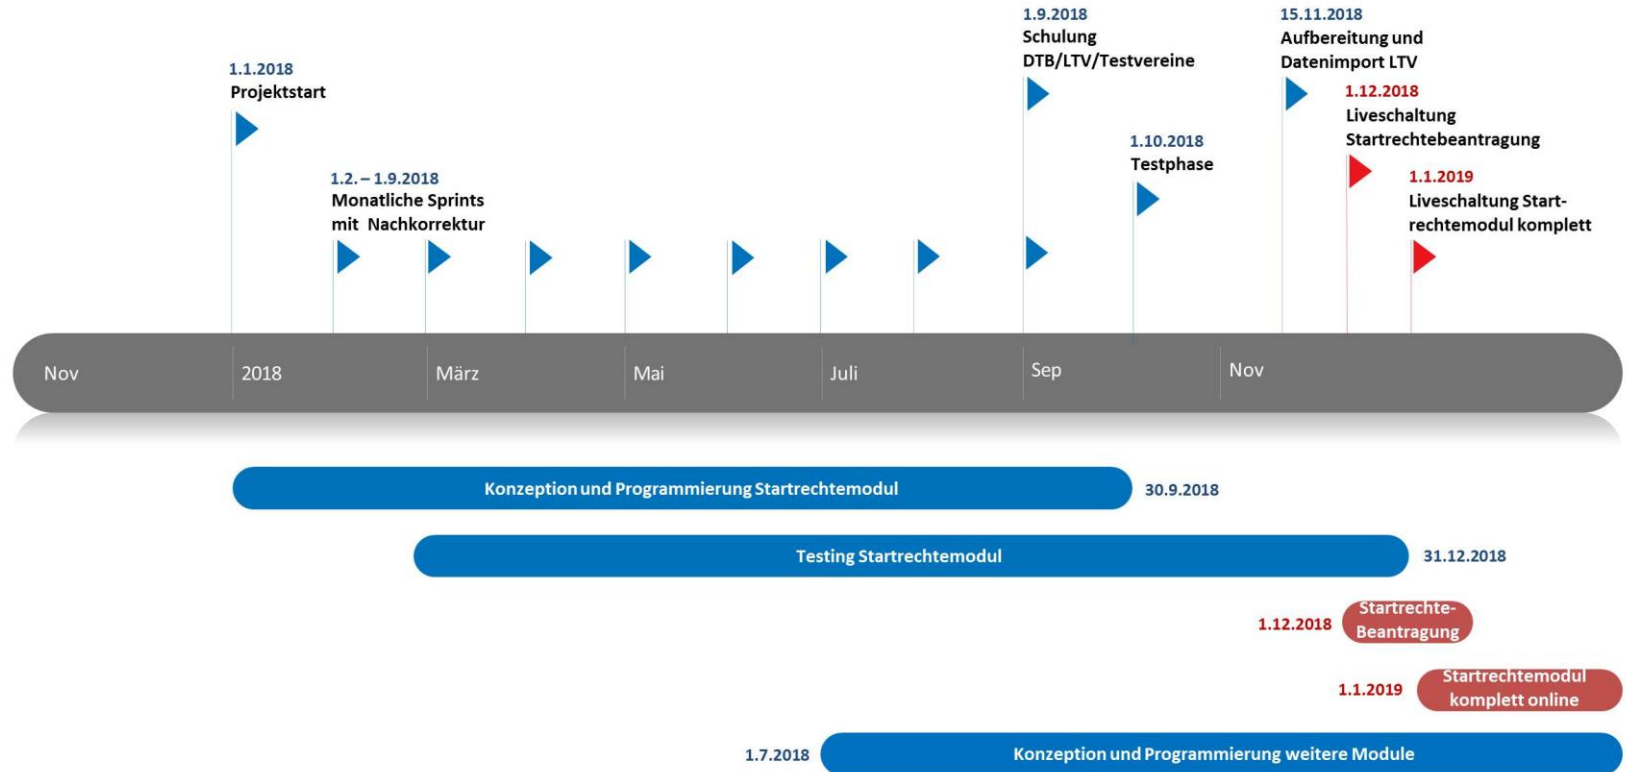 1.1.2018
Projektstart
1.2. – 1.9.2018
Monatliche Sprints
mit Nachkorrektur
1.9.2018
Schulung
DTB/LTV/Testvereine
1.10.2018
Testphase
15.11.2018
Aufbereitung und
Datenimport LTV
1.12.2018
Liveschaltung
Startrechtebeantragung
1.1.2019
Liveschaltung Start-
rechtemodul komplett
Nov
2018
März
Mai
Juli
Sep
Nov
Konzeption und Programmierung Startrechtemodul
30.9.2018
Testing Startrechtemodul
31.12.2018
1.12.2018
Startrechte-
Beantragung
1.1.2019
Startrechtemodul
komplett online
1.7.2018
Konzeption und Programmierung weitere Module